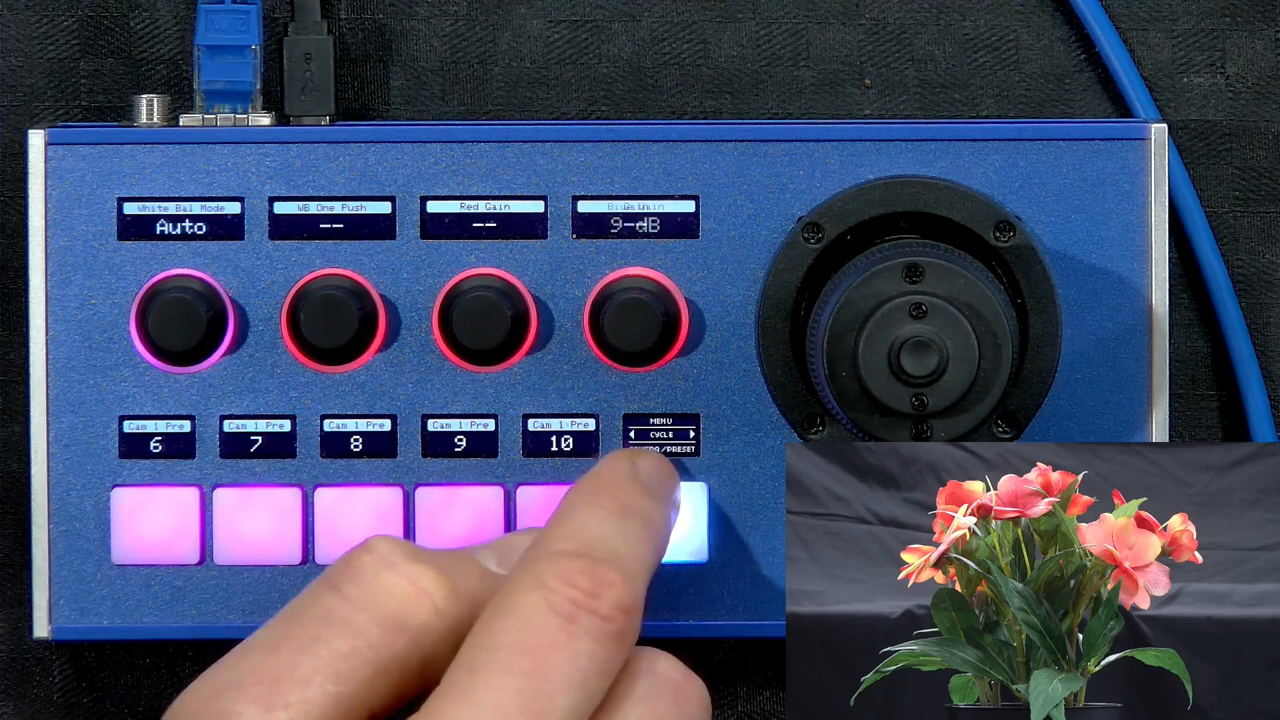 White Bal Mode
Auto
WB One Push
--
Red Gain
--
9-dB
Cam 1 Pre
6
Cam 1 Pre
7
Cam 1 Pre
8
Cam 1 Pre
9
Cam 1 Pre
10
MENU
CYCLE
/PRESET